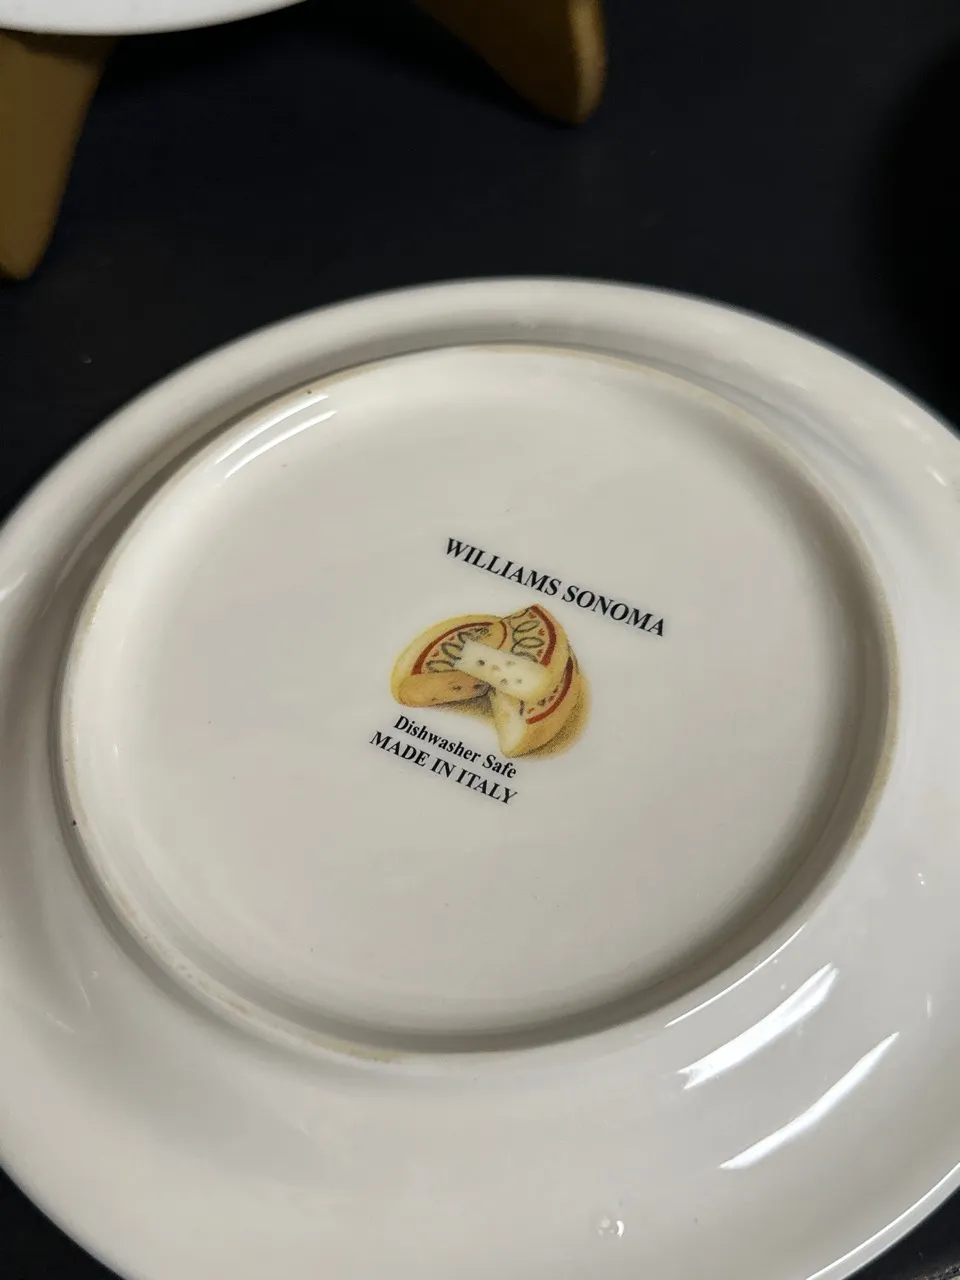 WILLIAMS SONOMA
Dishwasher Safe
MADE IN ITALY